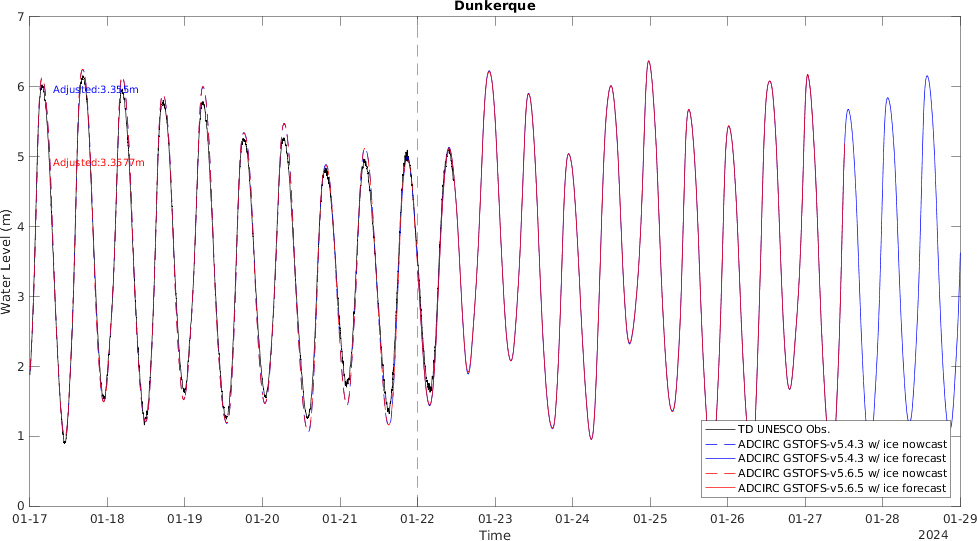 Dunkerque
7
6
5
4
3
2
1
0
Water Level (m)
Adjusted:3.355m
Adjusted:3.3577m
TD UNESCO Obs.
ADCIRC GSTOFS-v5.4.3 w/ ice nowcast
ADCIRC GSTOFS-v5.4.3 w/ ice forecast
ADCIRC GSTOFS-v5.6.5 w/ ice nowcast
ADCIRC GSTOFS-v5.6.5 w/ ice forecast
01-17 01-18 01-19 01-20 01-21 01-22 01-23 01-24 01-25 01-26 01-27 01-28 01-29
Time
2024